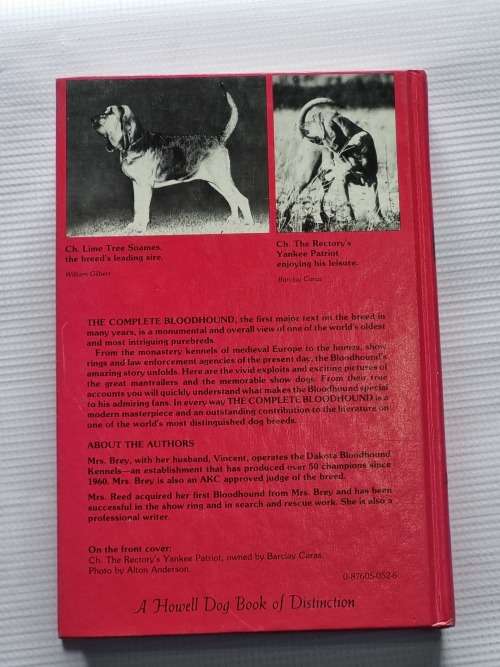 Ch. Lime Tree Soames,
the breed's leading sire.
William Gilbert
Ch. The Rectory's
Yankee Patriot
enjoying his leisure.
Barclay Caras
THE COMPLETE BLOODHOUND, the first major text on the breed in
many years, is a monumental and overall view of one of the world's oldest
and most intriguing purebreds.
From the monastery kennels of medieval Europe to the homes, show
rings and law enforcement agencies of the present day, the Bloodhound's
amazing story unfolds. Here are the vivid exploits and exciting pictures of
the great mantrailers and the memorable show dogs. From their true
accounts you will quickly understand what makes the Bloodhound special
to his admiring fans. In every way THE COMPLETE BLOODHOUND is a
modern masterpiece and an outstanding contribution to the literature on
one of the world's most distinguished dog breeds.
ABOUT THE AUTHORS
Mrs. Brey, with her husband, Vincent, operates the Dakota Bloodhound
Kennels—an establishment that has produced over 50 champions since
1960. Mrs. Brey is also an AKC approved judge of the breed.
Mrs. Reed acquired her first Bloodhound from Mrs. Brey and has been
successful in the show ring and in search and rescue work. She is also a
professional writer.
On the front cover:
Ch. The Rectory's Yankee Patriot, owned by Barclay Caras.
Photo by Alton Anderson.
0-87605-052-6
A Howell Dog Book of Distinction